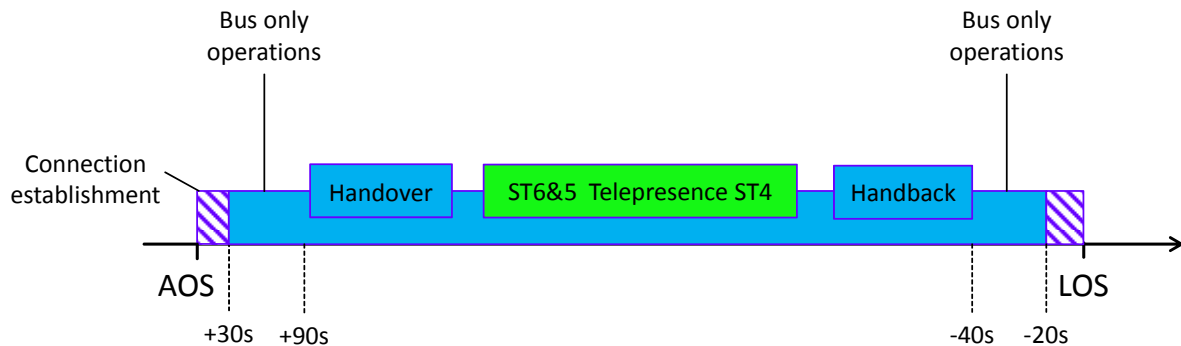 Bus only
operations
Bus only
operations
Connection
establishment
Handover
ST6&5 Telepresence ST4
Handback
AOS
LOS
+30s
+90s
-40s
-20s